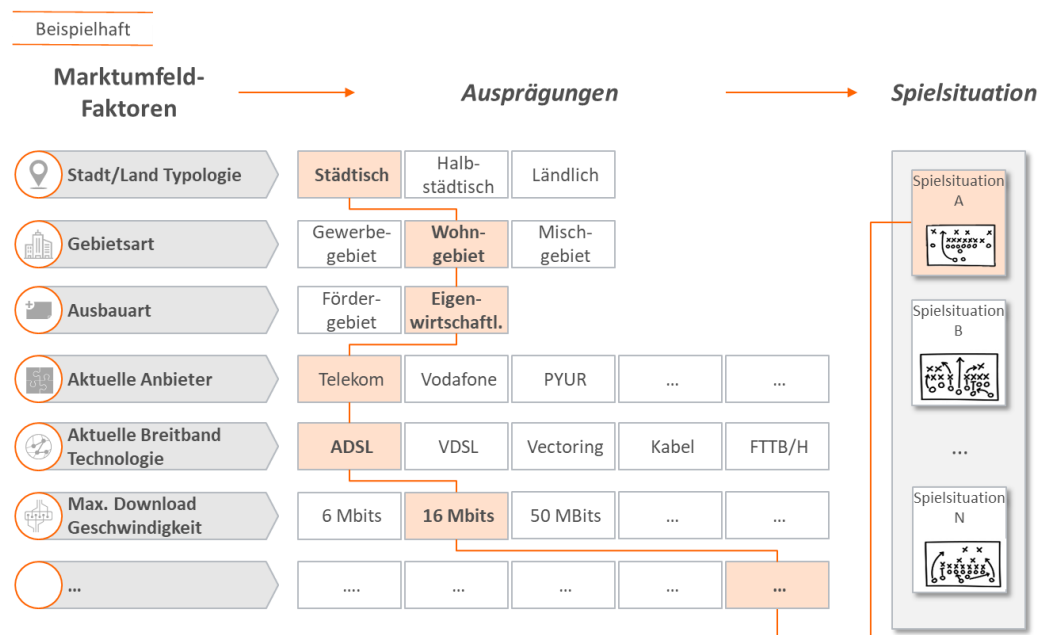 Beispielhaft
Marktumfeld-
Faktoren
Ausprägungen
Spielsituation
Stadt/Land Typologie
Städtisch
Halb-
städtisch
Ländlich
Gebietsart
Gewerbe-
gebiet
Wohn-
gebiet
Misch-
gebiet
Ausbauart
Förder-
gebiet
Eigen-
wirtschaftl.
Aktuelle Anbieter
Telekom
Vodafone
PYUR
...
...
Aktuelle Breitband
Technologie
ADSL
VDSL
Vectoring
Kabel
FTTB/H
Max. Download
Geschwindigkeit
6 Mbits
16 Mbits
50 MBits
...
...
...
....
...
...
...
...
Spielsituation
A
Spielsituation
B
...
Spielsituation
N